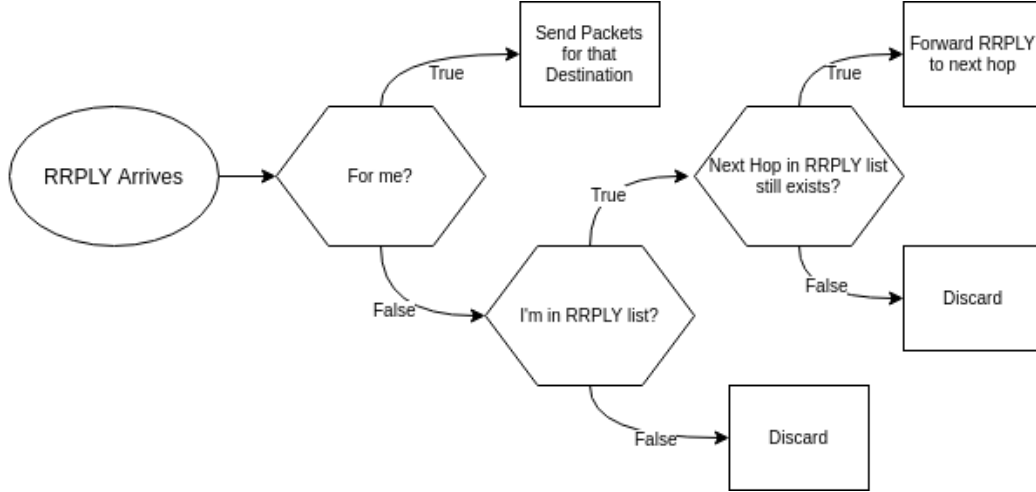 RRPLY Arrives
For me?
True
Send Packets
for that
Destination
False
I'm in RRPLY list?
True
Next Hop in RRPLY list
still exists?
True
Forward RRPLY
to next hop
False
Discard
False
Discard